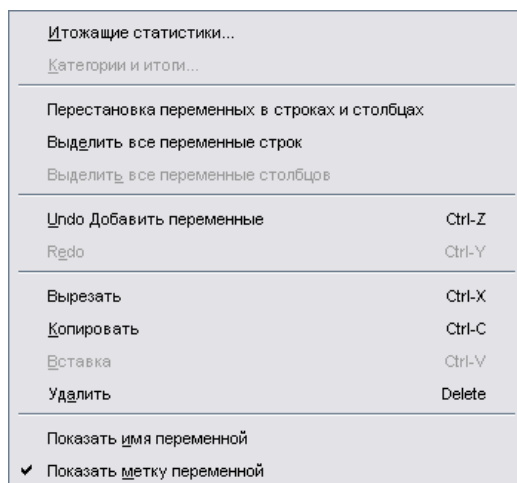 Итожащие статистики...
Категории и итоги...
Перестановка переменных в строках и столбцах
Выделить все переменные строк
Выделить все переменные столбцов
Undo Добавить переменные Ctrl-Z
Redo Ctrl-Y
Вырезать Ctrl-X
Копировать Ctrl-C
Вставка Ctrl-V
Удалить Delete
Показать имя переменной
Показать метку переменной